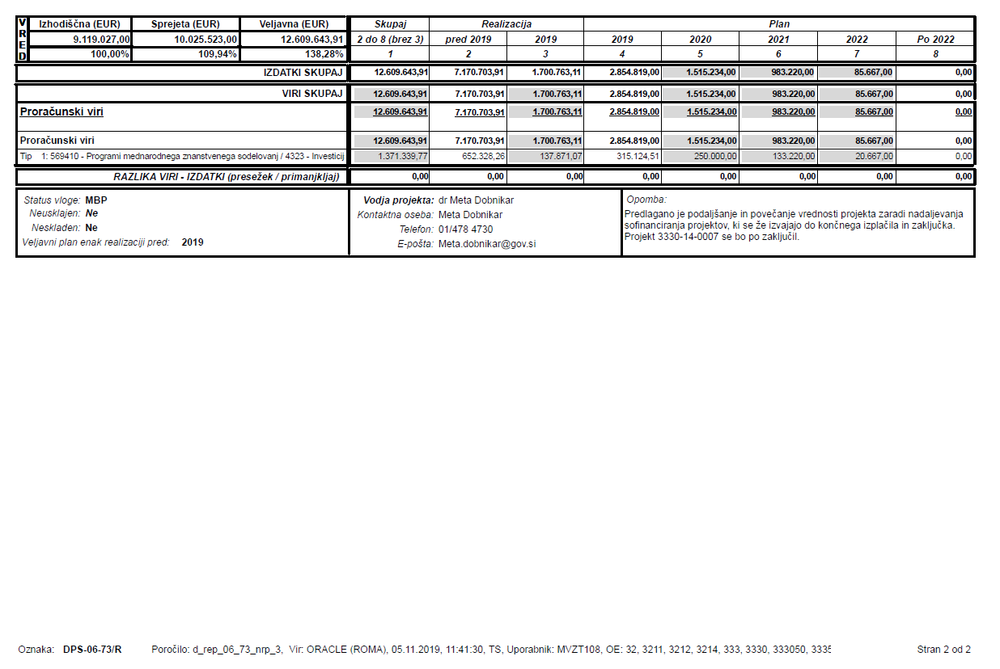 VRED Izhodiščna (EUR) Sprejeta (EUR) Veljavna (EUR) Skupaj Realizacija Plan
9.119.027,00 10.025.523,00 12.609.643,91 2 do 8 (brez 3) pred 2019 2019 2019 2020 2021 2022 Po 2022
100,00% 109,94% 138,28% 1 2 3 4 5 6 7 8
IZDATKI SKUPAJ 12.609.643,91 7.170.703,91 1.700.763,11 2.854.819,00 1.515.234,00 983.220,00 85.667,00 0,00
VIRI SKUPAJ 12.609.643,91 7.170.703,91 1.700.763,11 2.854.819,00 1.515.234,00 983.220,00 85.667,00 0,00
Proračunski viri 12.609.643,91 7.170.703,91 1.700.763,11 2.854.819,00 1.515.234,00 983.220,00 85.667,00 0,00
Proračunski viri 12.609.643,91 7.170.703,91 1.700.763,11 2.854.819,00 1.515.234,00 983.220,00 85.667,00 0,00
Tip 1: 569410 - Programi mednarodnega znanstvenega sodelovanj / 4323 - Investicij 1.371.339,77 652.328,26 137.871,07 315.124,51 250.000,00 133.220,00 20.667,00 0,00
RAZLIKA VIRI - IZDATKI (presežek / primanjkljaj) 0,00 0,00 0,00 0,00 0,00 0,00 0,00 0,00
Status vloge: MBP
Neusklajen: Ne
Neskladen: Ne
Veljavni plan enak realizaciji pred: 2019
Vodja projekta: dr Meta Dobnikar
Kontaktna oseba: Meta Dobnikar
Telefon: 01/478 4730
E-pošta: Meta.dobnikar@gov.si
Opomba:
Predlagano je podaljšanje in povečanje vrednosti projekta zaradi nadaljevanja
sofinanciranja projektov, ki se že izvajajo do končnega izplačila in zaključka.
Projekt 3330-14-0007 se bo po zaključil.
Oznaka: DPS-06-73/R Poročilo: d_rep_06_73_nrp_3, Vir: ORACLE (ROMA), 05.11.2019, 11:41:30, TS, Uporabnik: MVZT108, OE: 32, 3211, 3212, 3214, 333, 3330, 333050, 3335 Stran 2 od 2